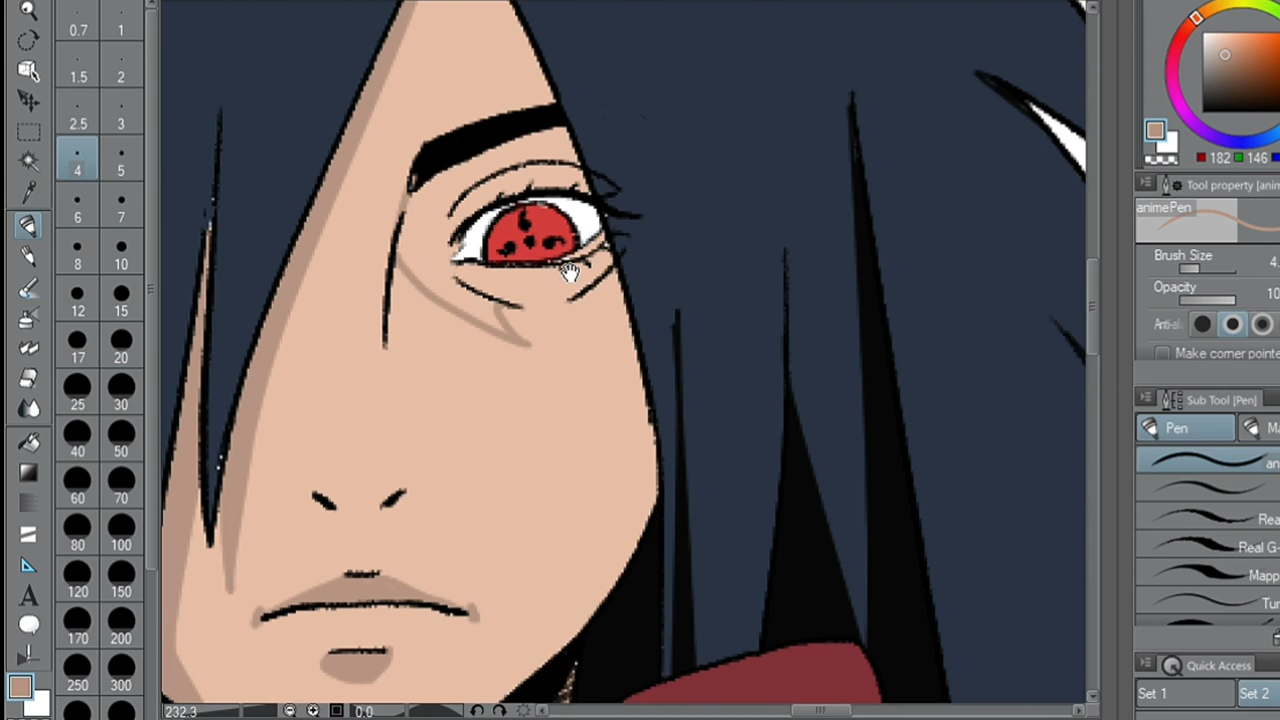 0.7 1
1.5 2
2.5 3
4 5
6 7
8 10
12 15
17 20
25 30
40 50
60 70
80 100
120 150
170 200
250 300
232.3 0.0
182 146
Tool property [ani
animePen
Brush Size 4.
Opacity 10
Anti-al
Make corner pointe
Sub Tool [Pen]
Pen Ma
an
Rea
Real G-
Mapp
Tur
Quick Access
Set 1 Set 2
A